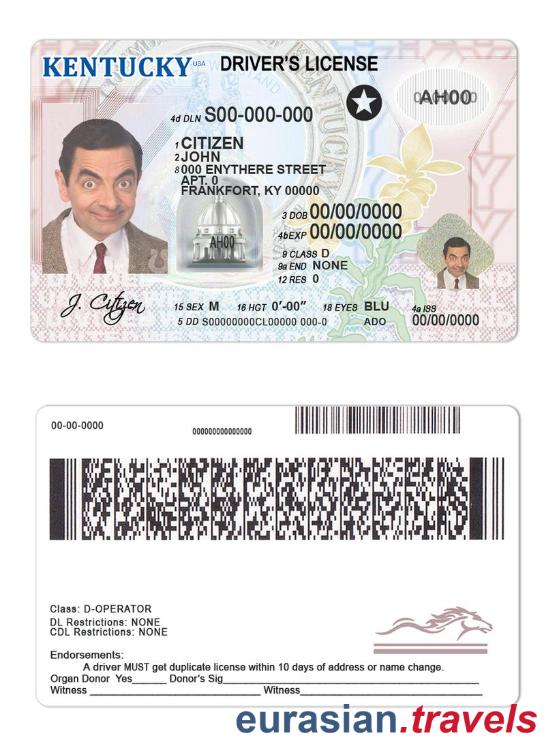 KENTUCKY USA DRIVER'S LICENSE
4d DLN S00-000-000
AH00
1 CITIZEN
2 JOHN
8 000 ENYTHERE STREET
APT. 0
FRANKFORT, KY 00000
3 DOB 00/00/0000
4b EXP 00/00/0000
AH00
9 CLASS D
9a END NONE
12 RES 0
J. Citizen
15 SEX M 16 HGT 0'-00" 18 EYES BLU 4a ISS
5 DD S00000000CL00000 000-0 ADO 00/00/0000
00-00-0000
000000000000000
Class: D-OPERATOR
DL Restrictions: NONE
CDL Restrictions: NONE
Endorsements:
A driver MUST get duplicate license within 10 days of address or name change.
Organ Donor Yes______ Donor's Sig____________________
Witness ____________________ Witness____________________
eurasian.travels